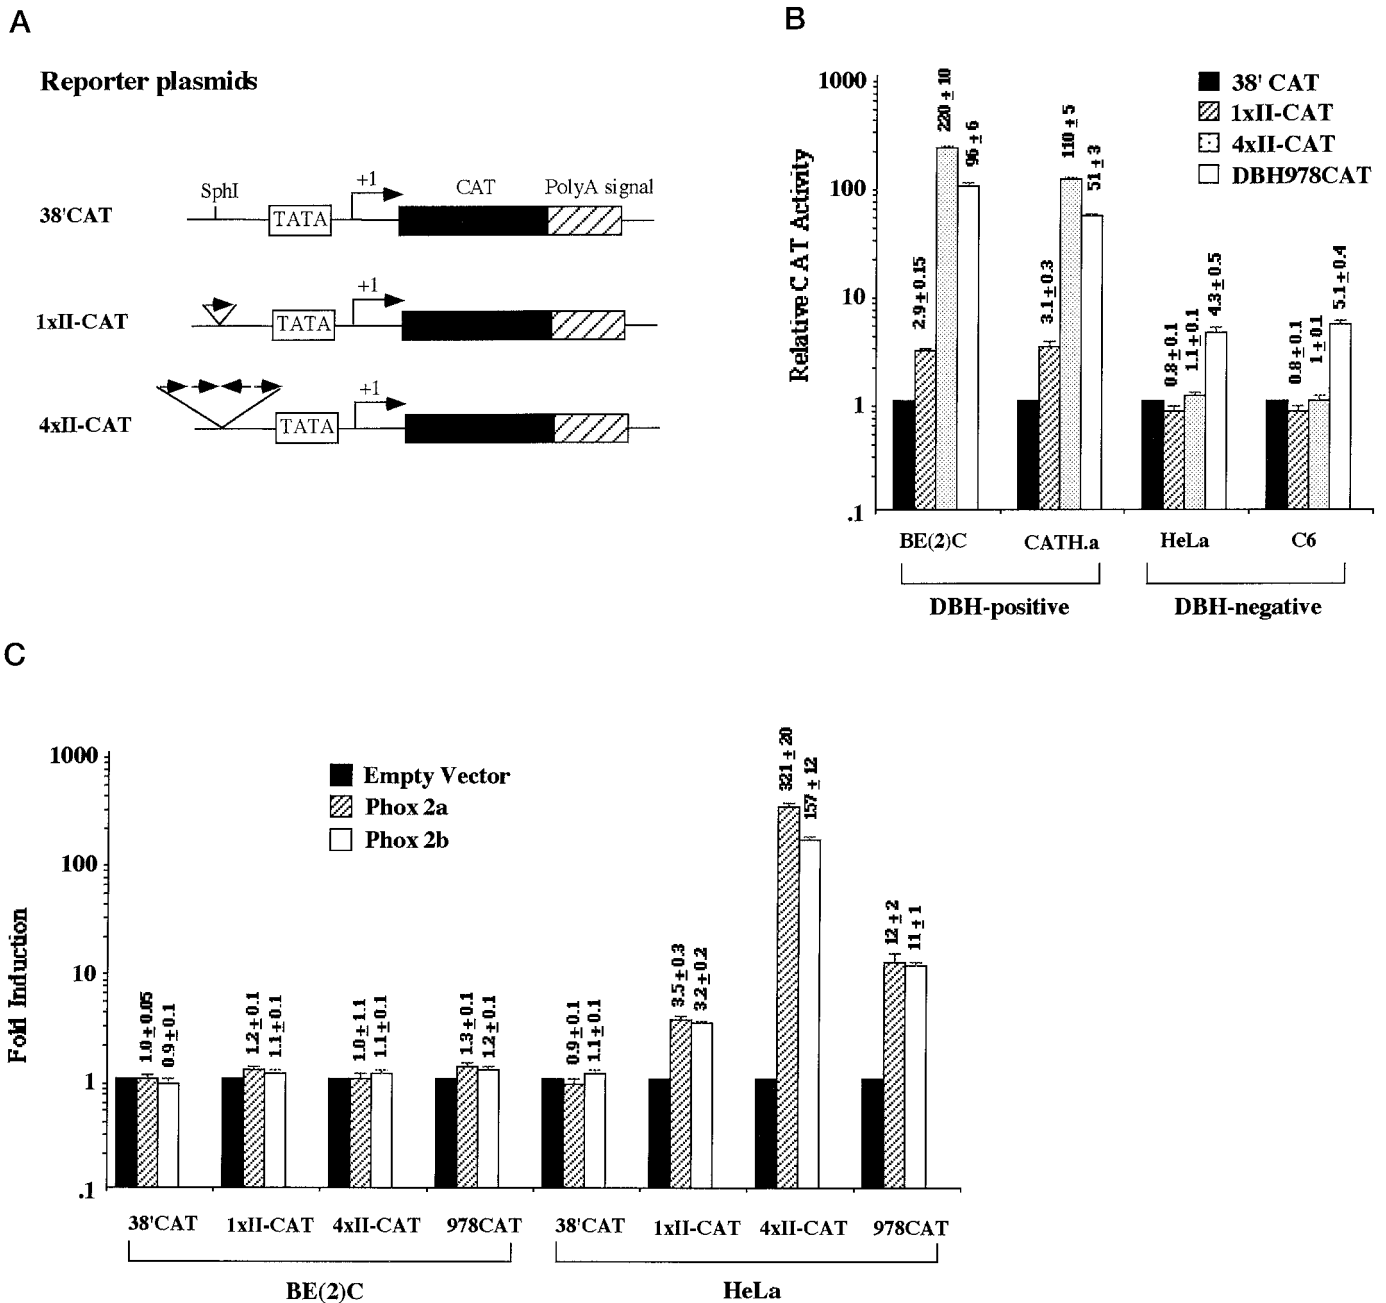 A
Reporter plasmids
SphI
+1
CAT
PolyA signal
38'CAT
TATA
+1
1xII-CAT
TATA
+1
4xII-CAT
TATA
B
Relative CAT Activity
1000
100
10
1
.1
38' CAT
1xII-CAT
4xII-CAT
DBH978CAT
2.9±0.15
220 ± 10
96 ± 6
3.1±0.3
110 ± 5
51 ± 3
0.8±0.1
1.1±0.1
4.3±0.5
0.8±0.1
1±0.1
5.1±0.4
BE(2)C
CATH.a
HeLa
C6
DBH-positive
DBH-negative
C
Fold Induction
1000
100
10
1
.1
Empty Vector
Phox 2a
Phox 2b
1.0±0.05
0.9±0.1
1.2±0.1
1.1±0.1
1.0±1.1
1.1±0.1
1.3±0.1
1.2±0.1
0.9±0.1
1.1±0.1
3.5±0.3
3.2±0.2
321 ± 20
157 ± 12
12 ± 2
11 ± 1
38'CAT
1xII-CAT
4xII-CAT
978CAT
38'CAT
1xII-CAT
4xII-CAT
978CAT
BE(2)C
HeLa